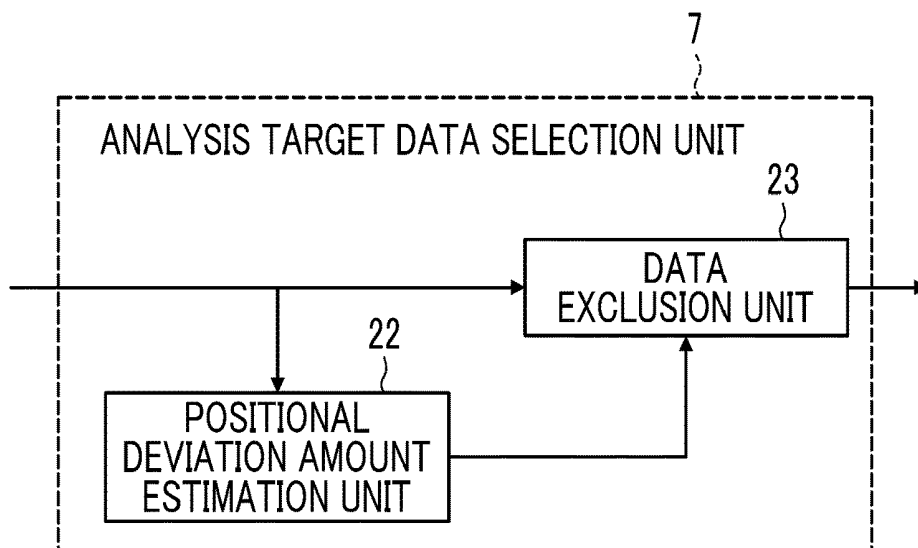 7
ANALYSIS TARGET DATA SELECTION UNIT
23
DATA
EXCLUSION UNIT
22
POSITIONAL
DEVIATION AMOUNT
ESTIMATION UNIT